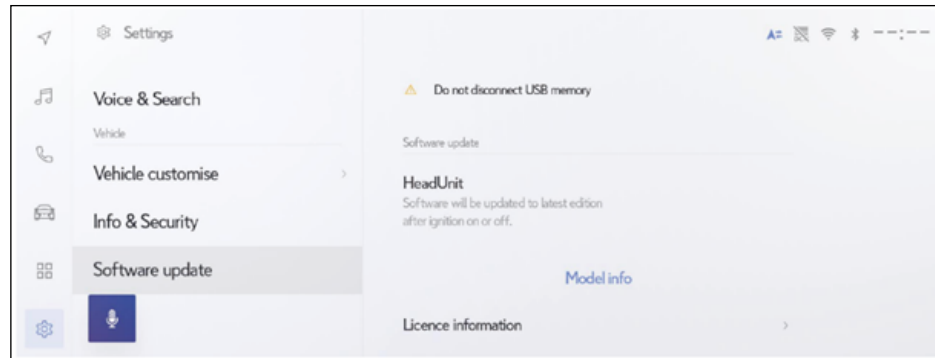 Settings
A
--:--
Voice & Search
Vehicle
Vehicle customise
Info & Security
Software update
Do not disconnect USB memory
Software update
HeadUnit
Software will be updated to latest edition
after ignition on or off.
Model info
Licence information